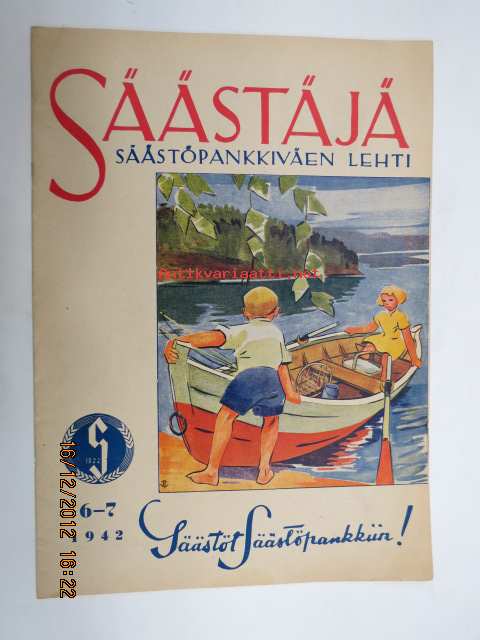 SÄÄSTÄJÄ
SÄÄSTÖPANKKIVÄEN LEHTI
antikvariaatti.net
S
1822
6-7
1942
Säästöt Säästöpankkiin!
16/12/2012 16:22